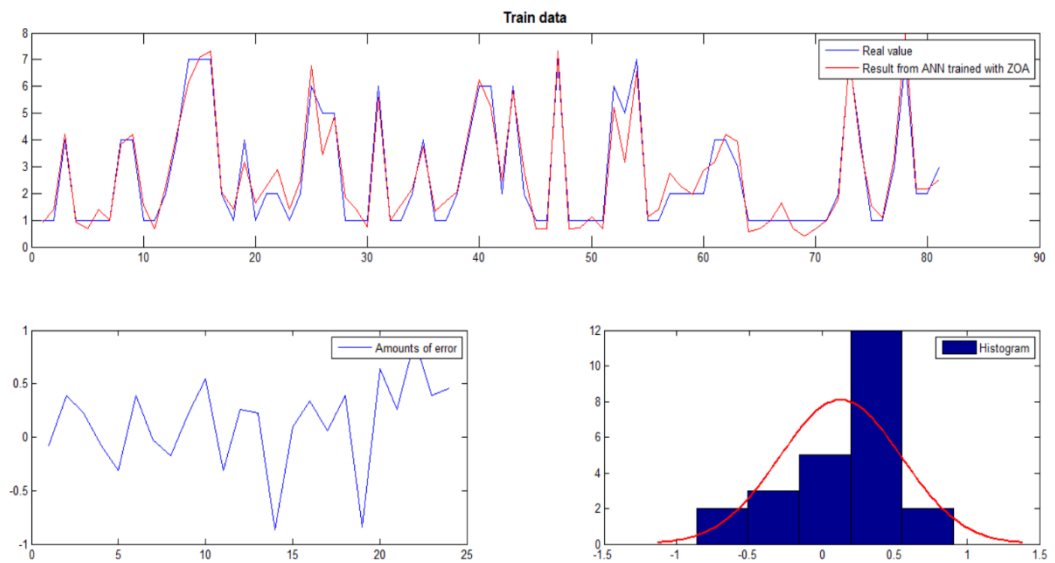 Train data
8
7
6
5
4
3
2
1
0
Real value
Result from ANN trained with ZOA
0 10 20 30 40 50 60 70 80 90
1
0.5
0
-0.5
-1
Amounts of error
0 5 10 15 20 25
12
10
8
6
4
2
0
Histogram
-1.5 -1 -0.5 0 0.5 1 1.5